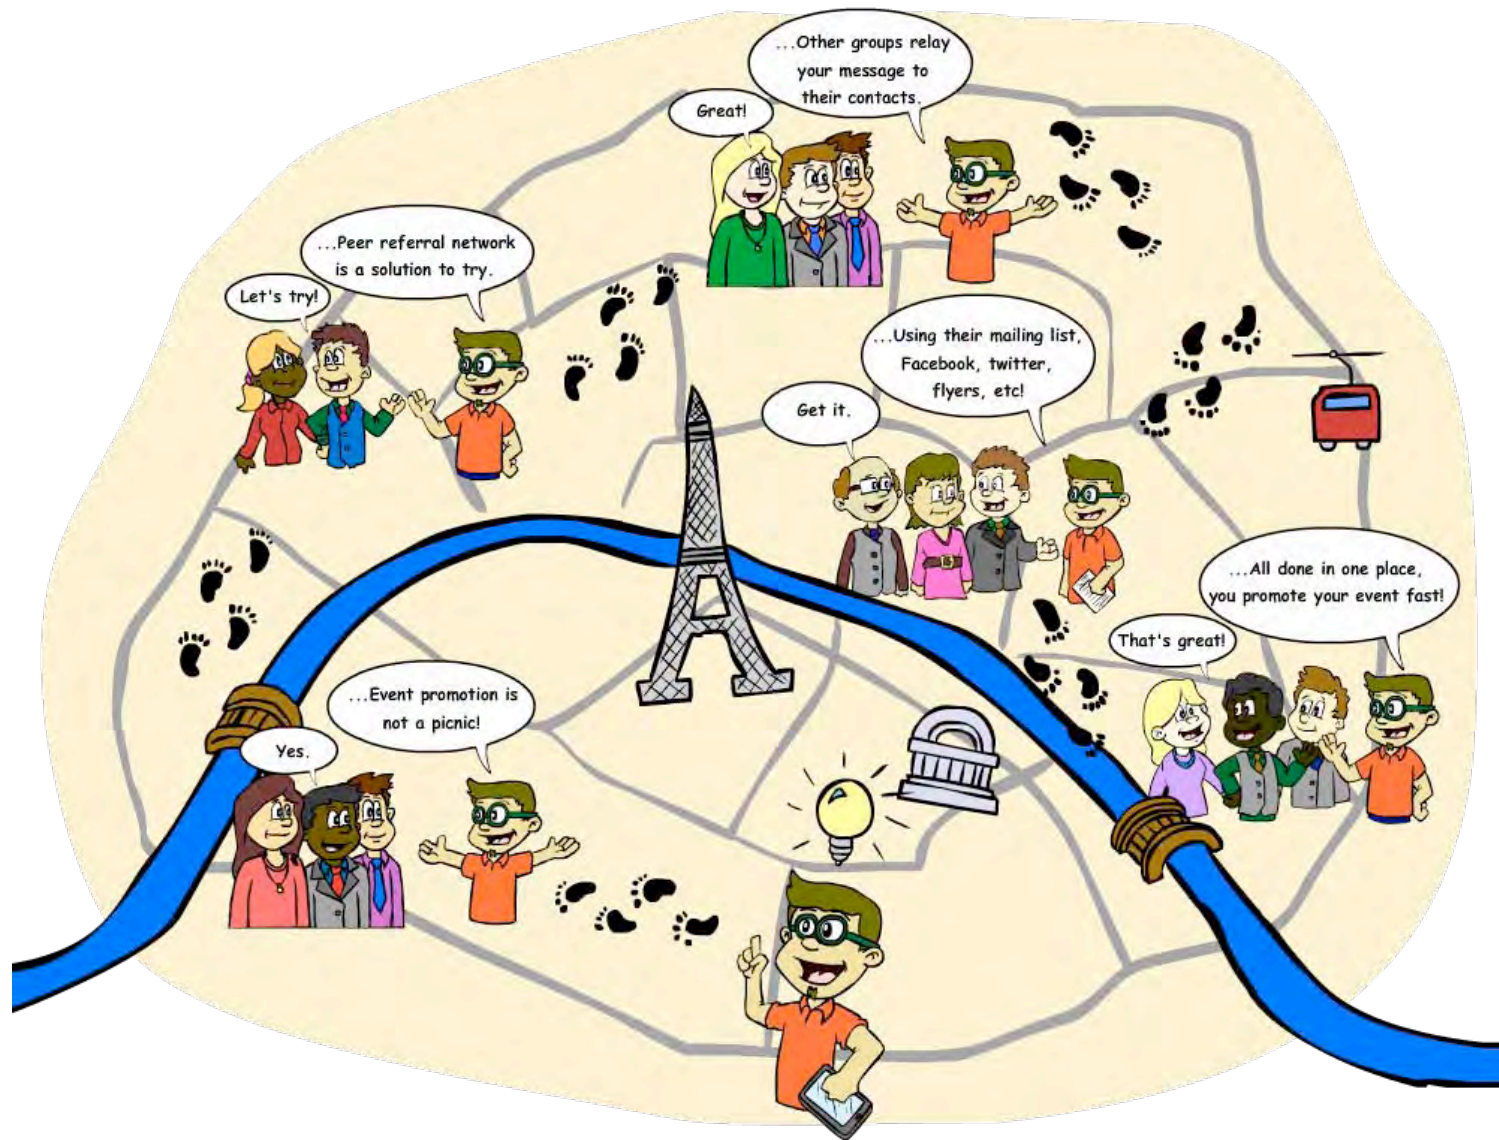 ...Other groups relay
your message to
their contacts.
Great!
...Peer referral network
is a solution to try.
Let's try!
...Using their mailing list,
Facebook, twitter,
flyers, etc!
Get it.
...All done in one place,
you promote your event fast!
That's great!
...Event promotion is
not a picnic!
Yes.